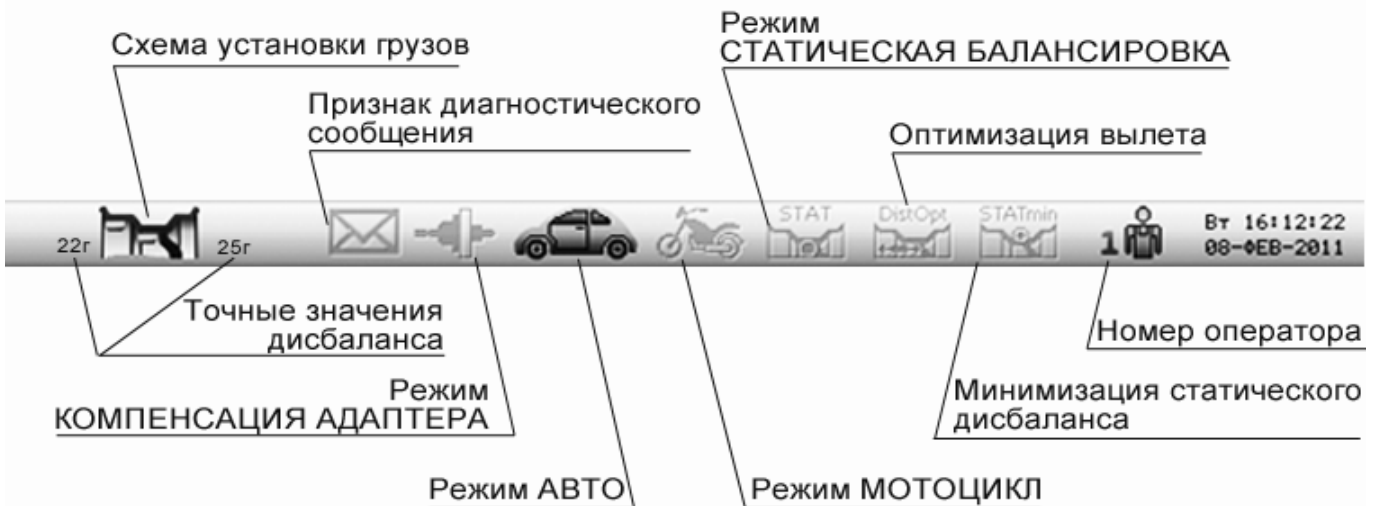 Режим
СТАТИЧЕСКАЯ БАЛАНСИРОВКА
Схема установки грузов
Признак диагностического
сообщения
Оптимизация вылета
22г
25г
STAT
DistOpt
STATmin
1
Вт 16:12:22
08-ФЕВ-2011
Точные значения
дисбаланса
Номер оператора
Режим
КОМПЕНСАЦИЯ АДАПТЕРА
Минимизация статического
дисбаланса
Режим АВТО
Режим МОТОЦИКЛ